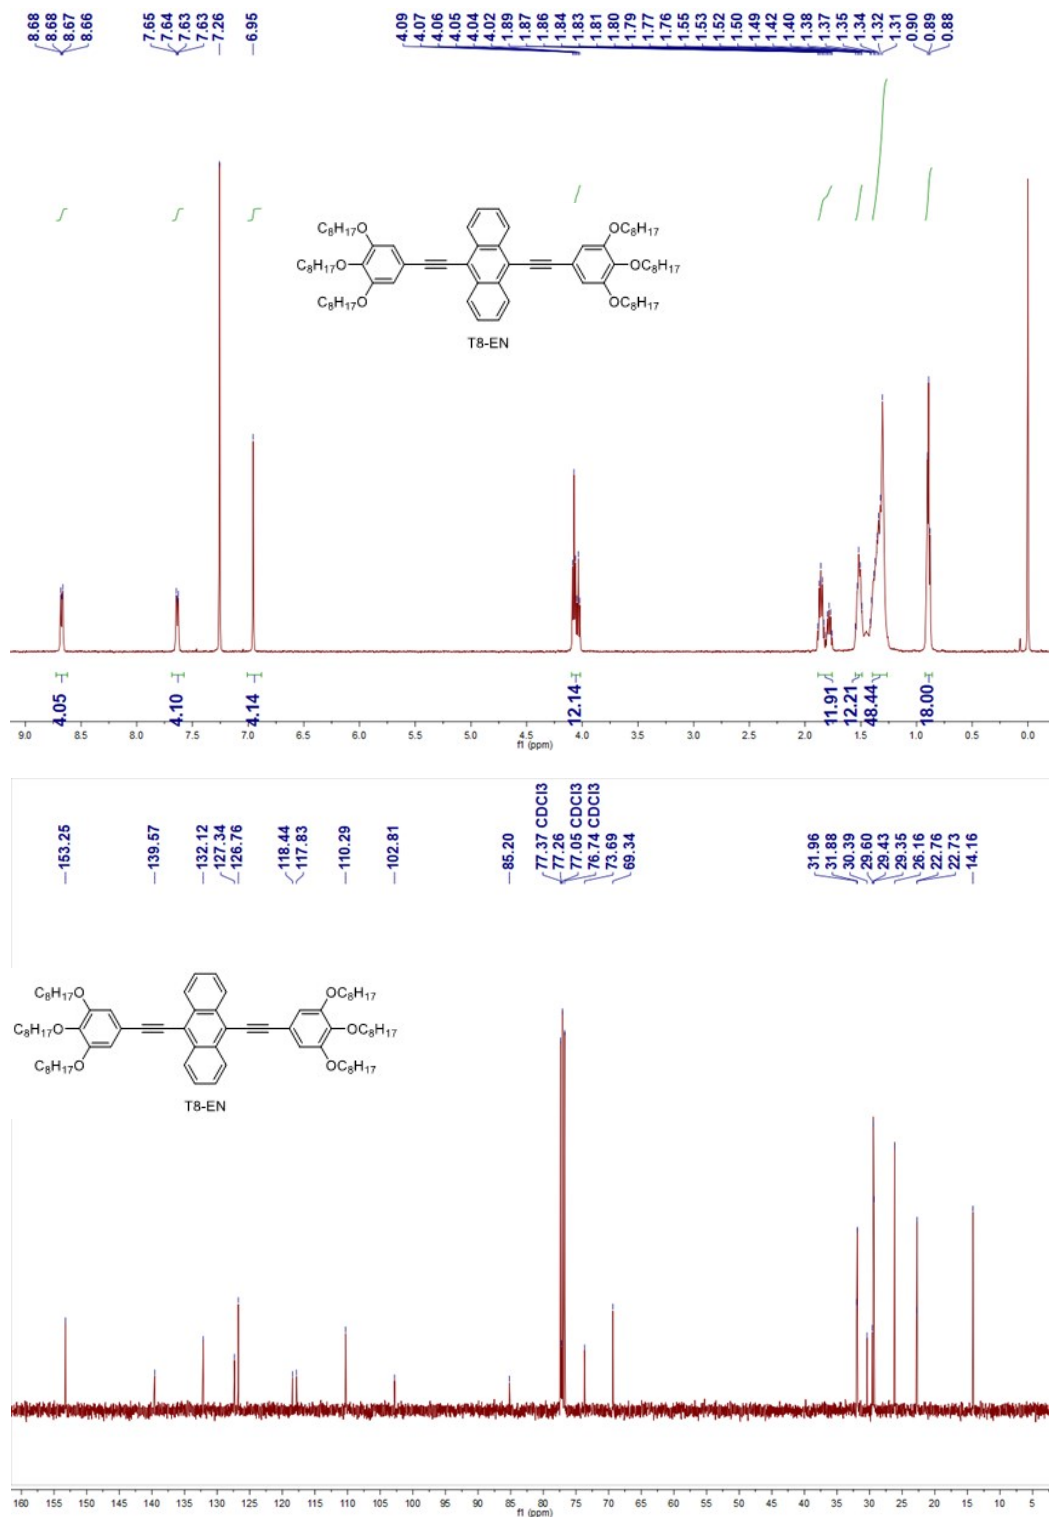 8.68 8.68 8.67 8.66 7.65 7.64 7.63 7.63 7.26 6.95 4.09 4.07 4.06 4.05 4.04 4.02 1.89 1.87 1.86 1.84 1.83 1.81 1.80 1.79 1.77 1.76 1.55 1.53 1.52 1.50 1.49 1.42 1.40 1.38 1.37 1.35 1.34 1.32 1.31 0.90 0.89 0.88
OC8H17 OC8H17
C8H17O OC8H17
C8H17O OC8H17
T8-EN
4.05 4.10 4.14 12.14 11.91 12.21 48.44 18.00
9.0 8.5 8.0 7.5 7.0 6.5 6.0 5.5 5.0 4.5 4.0 3.5 3.0 2.5 2.0 1.5 1.0 0.5 0.0
f1 (ppm)
153.25 139.57 132.12 127.34 126.76 118.44 117.83 110.29 102.81 85.20 77.37 CDCl3 77.26 77.05 CDCl3 76.74 CDCl3 73.69 69.34 31.96 31.88 30.39 29.60 29.43 29.35 26.16 22.76 22.73 14.16
C8H17O OC8H17
C8H17O OC8H17
C8H17O OC8H17
T8-EN
160 155 150 145 140 135 130 125 120 115 110 105 100 95 90 85 80 75 70 65 60 55 50 45 40 35 30 25 20 15 10 5
f1 (ppm)